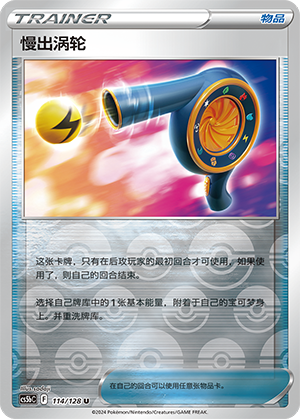 TRAINER
物品
慢出涡轮
这张卡牌，只有在后攻玩家的最初回合才可使用。如果使
用了，则自己的回合结束。
选择自己牌库中的1张基本能量，附着于自己的宝可梦身
上。并重洗牌库。
Illus. sadaji
CS5bC G 114/128 U
在自己的回合可以使用任意张物品卡。
©2024 Pokémon/Nintendo/Creatures/GAME FREAK.